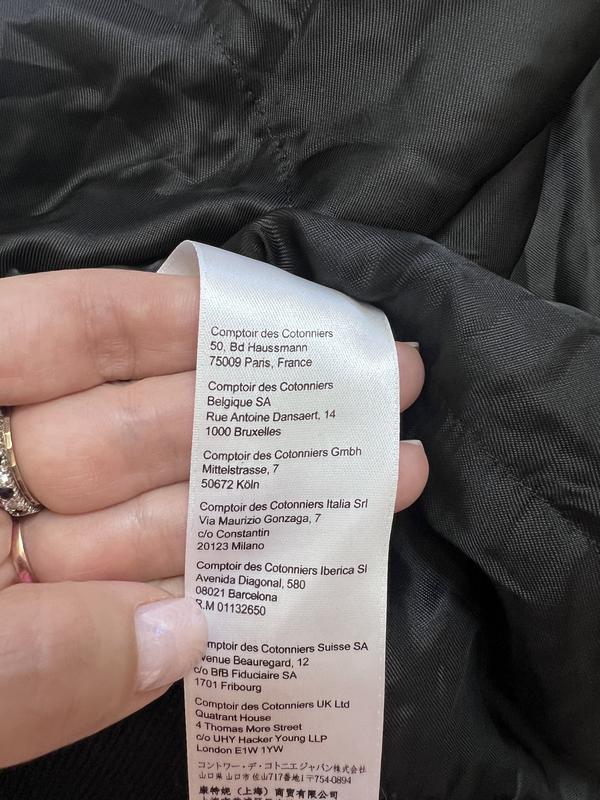 Comptoir des Cotonniers
50, Bd Haussmann
75009 Paris, France
Comptoir des Cotonniers
Belgique SA
Rue Antoine Dansaert, 14
1000 Bruxelles
Comptoir des Cotonniers Gmbh
Mittelstrasse, 7
50672 Köln
Comptoir des Cotonniers Italia Srl
Via Maurizio Gonzaga, 7
c/o Constantin
20123 Milano
Comptoir des Cotonniers Iberica Sl
Avenida Diagonal, 580
08021 Barcelona
R.M 01132650
mptoir des Cotonniers Suisse SA
venue Beauregard, 12
c/o BfB Fiduciaire SA
1701 Fribourg
Comptoir des Cotonniers UK Ltd
Quatrant House
4 Thomas More Street
c/o UHY Hacker Young LLP
London E1W 1YW
コントワー・デ・コトニエジャパン株式会社
山口県 山口市 佐山717番地1 〒754-0894
康特妮（上海）商贸有限公司